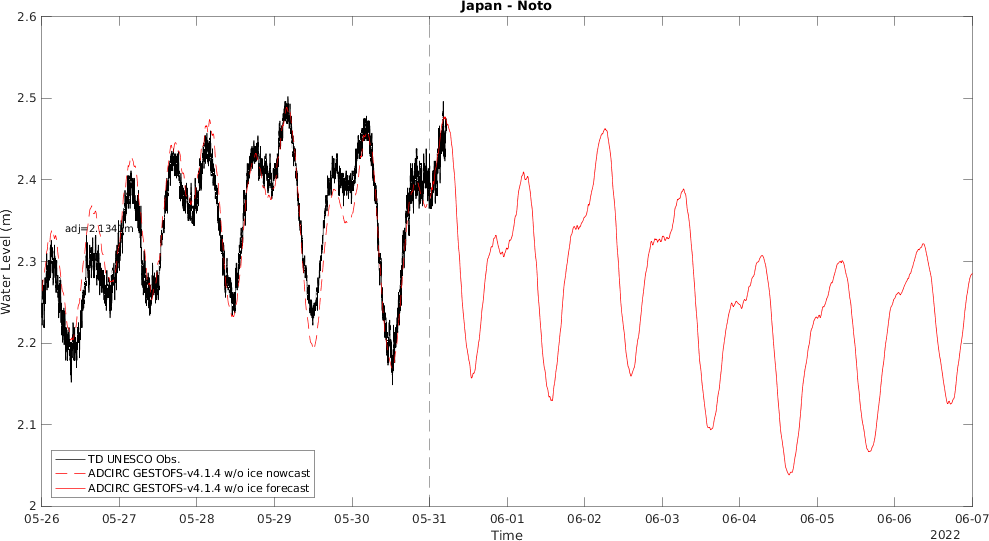 Japan - Noto
2.6
2.5
2.4
2.3
2.2
2.1
2
Water Level (m)
adj=2.1341m
TD UNESCO Obs.
ADCIRC GESTOFS-v4.1.4 w/o ice nowcast
ADCIRC GESTOFS-v4.1.4 w/o ice forecast
05-26 05-27 05-28 05-29 05-30 05-31 06-01 06-02 06-03 06-04 06-05 06-06 06-07
Time
2022